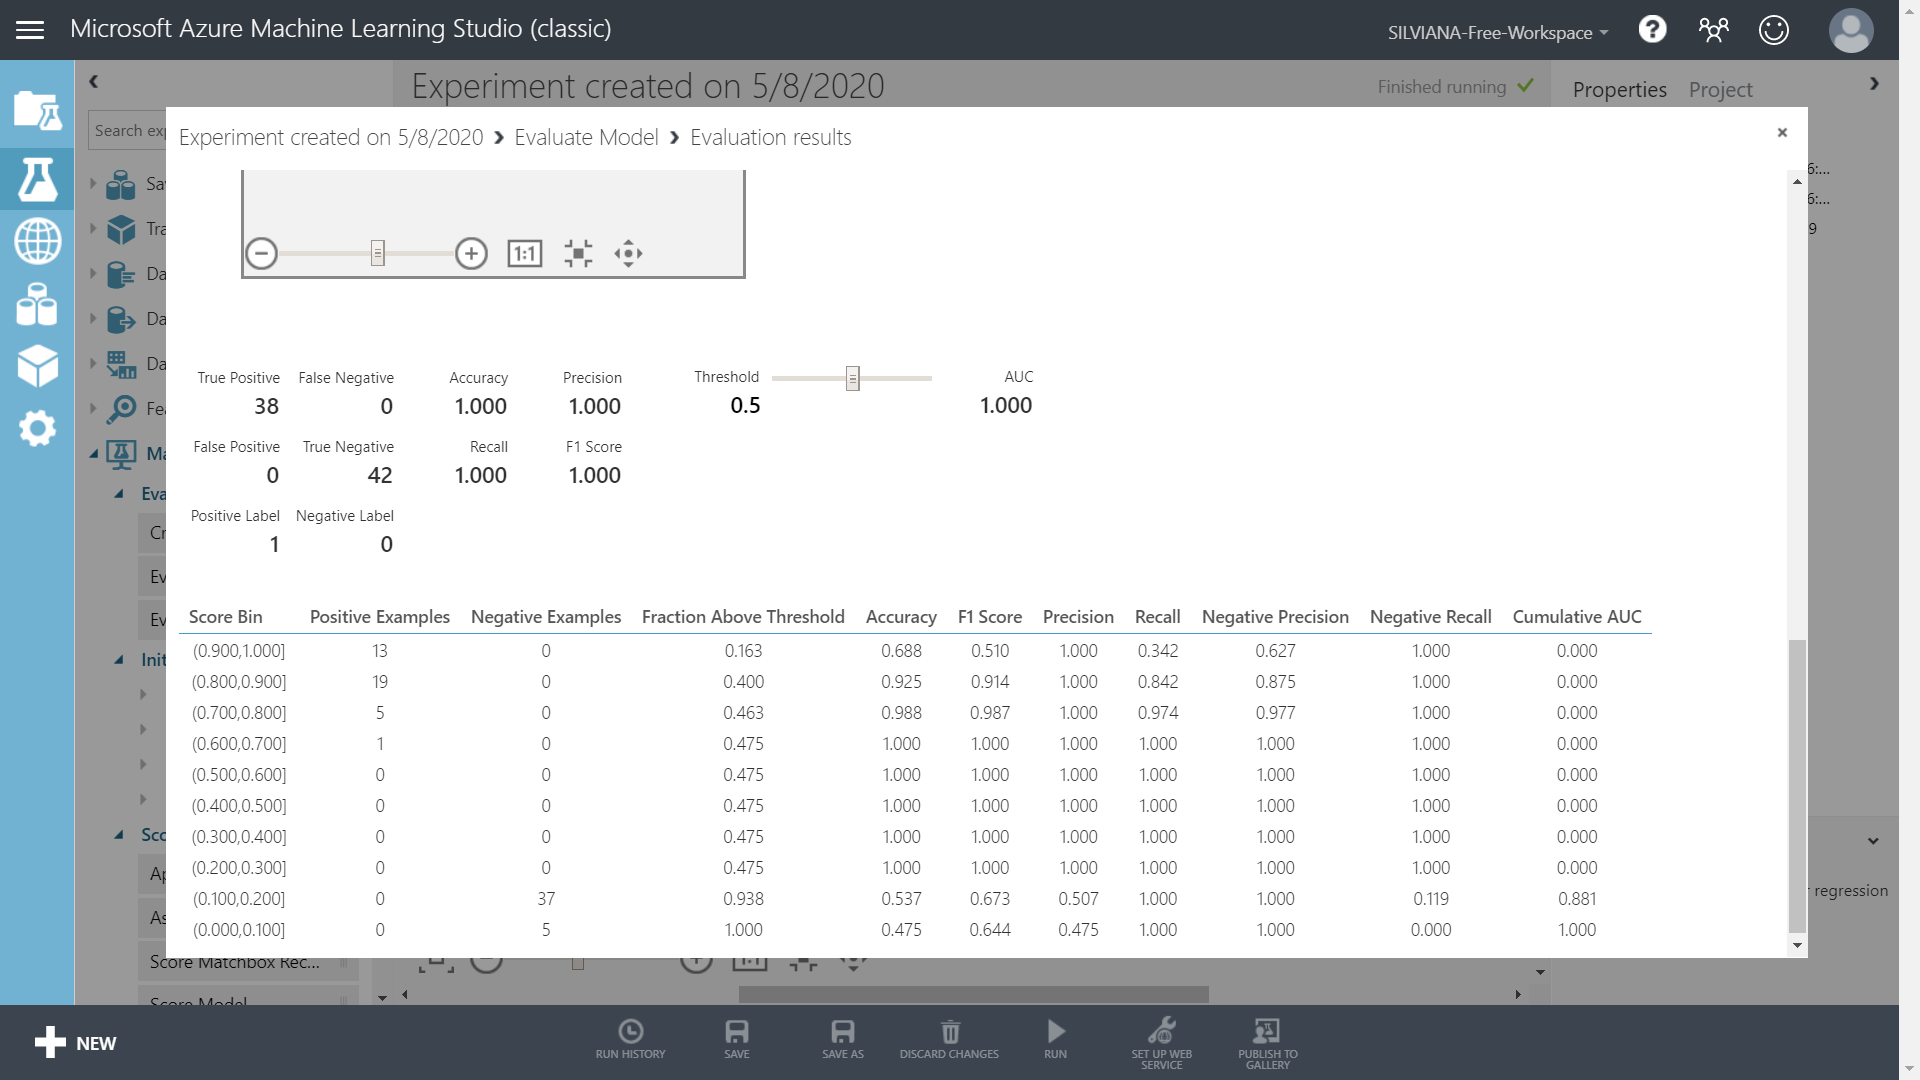 Microsoft Azure Machine Learning Studio (classic)
SILVIANA-Free-Workspace
?
Experiment created on 5/8/2020
Finished running
Properties Project
Search ex
Experiment created on 5/8/2020 > Evaluate Model > Evaluation results
×
6:...
6:...
9
Sa
Tra
Da
Da
Da
Fea
Ma
Eva
Cr
Ev
Ev
Init
Sco
Ap
As
Score Matchbox Rec...
Score Model
1:1
True Positive False Negative Accuracy Precision Threshold AUC
38 0 1.000 1.000 0.5 1.000
False Positive True Negative Recall F1 Score
0 42 1.000 1.000
Positive Label Negative Label
1 0
Score Bin Positive Examples Negative Examples Fraction Above Threshold Accuracy F1 Score Precision Recall Negative Precision Negative Recall Cumulative AUC
(0.900,1.000] 13 0 0.163 0.688 0.510 1.000 0.342 0.627 1.000 0.000
(0.800,0.900] 19 0 0.400 0.925 0.914 1.000 0.842 0.875 1.000 0.000
(0.700,0.800] 5 0 0.463 0.988 0.987 1.000 0.974 0.977 1.000 0.000
(0.600,0.700] 1 0 0.475 1.000 1.000 1.000 1.000 1.000 1.000 0.000
(0.500,0.600] 0 0 0.475 1.000 1.000 1.000 1.000 1.000 1.000 0.000
(0.400,0.500] 0 0 0.475 1.000 1.000 1.000 1.000 1.000 1.000 0.000
(0.300,0.400] 0 0 0.475 1.000 1.000 1.000 1.000 1.000 1.000 0.000
(0.200,0.300] 0 0 0.475 1.000 1.000 1.000 1.000 1.000 1.000 0.000
(0.100,0.200] 0 37 0.938 0.537 0.673 0.507 1.000 1.000 0.119 0.881
(0.000,0.100] 0 5 1.000 0.475 0.644 0.475 1.000 1.000 0.000 1.000
r regression
NEW
RUN HISTORY
SAVE
SAVE AS
DISCARD CHANGES
RUN
SET UP WEB
SERVICE
PUBLISH TO
GALLERY